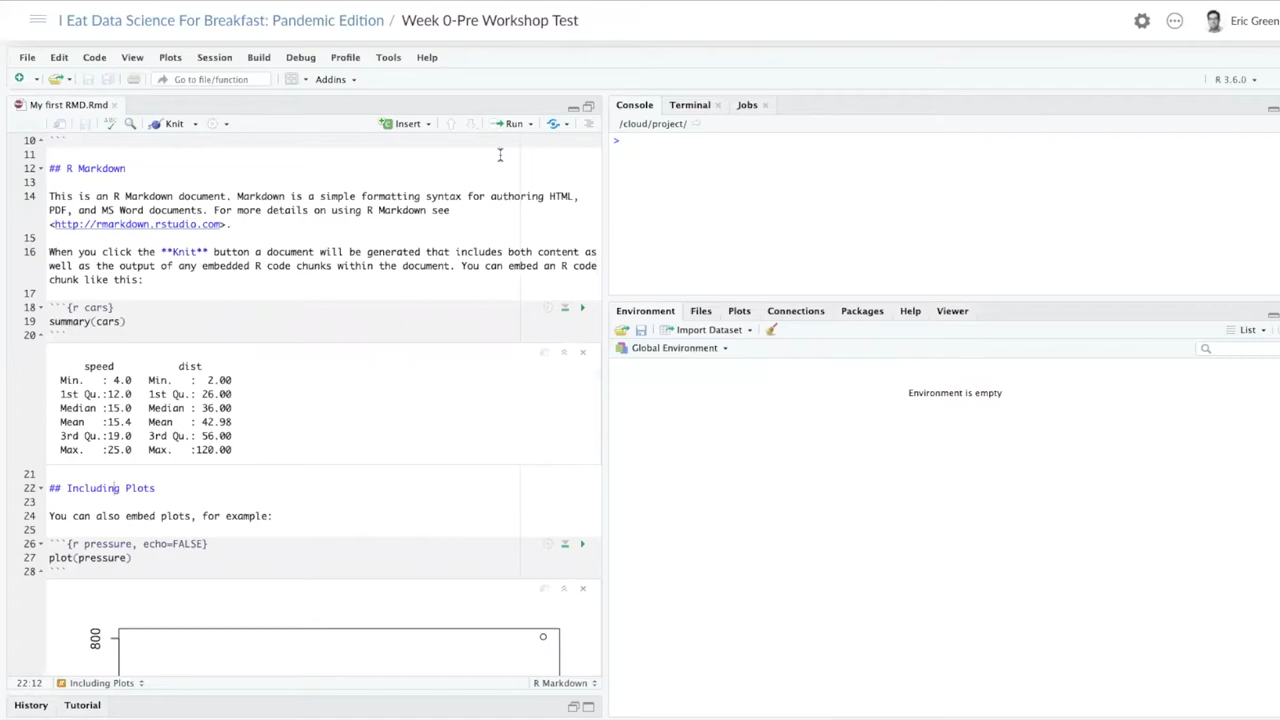 I Eat Data Science For Breakfast: Pandemic Edition / Week 0-Pre Workshop Test
Eric Green
File Edit Code View Plots Session Build Debug Profile Tools Help
Go to file/function Addins R 3.6.0
My first RMD.Rmd
Knit Insert Run
10 ```
11
12 ## R Markdown
13
14 This is an R Markdown document. Markdown is a simple formatting syntax for authoring HTML,
PDF, and MS Word documents. For more details on using R Markdown see
<http://rmarkdown.rstudio.com>.
15
16 When you click the **Knit** button a document will be generated that includes both content as
well as the output of any embedded R code chunks within the document. You can embed an R code
chunk like this:
17
18 ```{r cars}
19 summary(cars)
20 ```
speed dist
Min. : 4.0 Min. : 2.00
1st Qu.:12.0 1st Qu.: 26.00
Median :15.0 Median : 36.00
Mean :15.4 Mean : 42.98
3rd Qu.:19.0 3rd Qu.: 56.00
Max. :25.0 Max. :120.00
21
22 ## Including Plots
23
24 You can also embed plots, for example:
25
26 ```{r pressure, echo=FALSE}
27 plot(pressure)
28 ```
800
22:12 Including Plots R Markdown
History Tutorial
Console Terminal Jobs
/cloud/project/
>
Environment Files Plots Connections Packages Help Viewer
Import Dataset List
Global Environment
Environment is empty